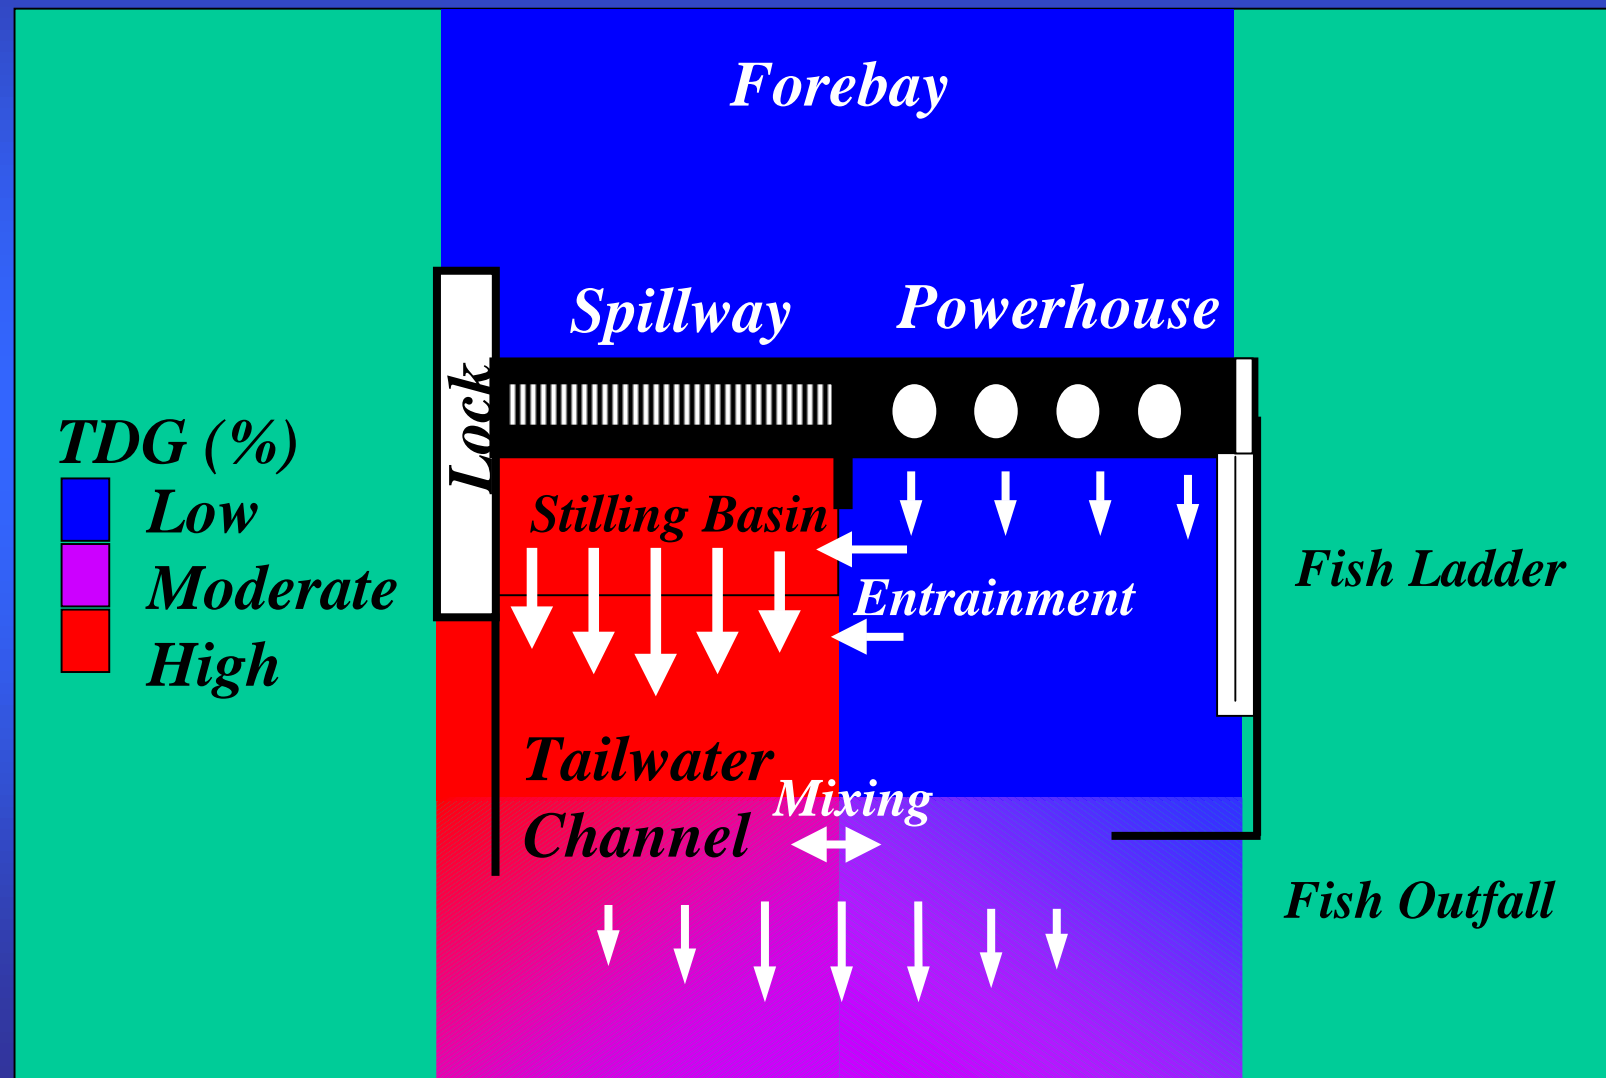 Forebay
Spillway
Powerhouse
Lock
TDG (%)
Low
Moderate
High
Stilling Basin
Entrainment
Fish Ladder
Tailwater
Channel
Mixing
Fish Outfall